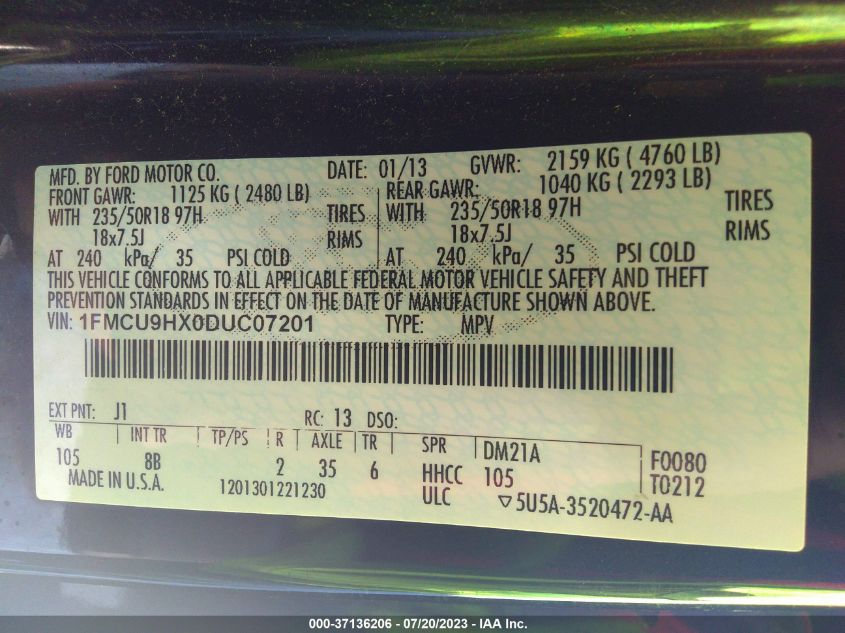 MFD. BY FORD MOTOR CO. DATE: 01/13 GVWR: 2159 KG ( 4760 LB)
FRONT GAWR: 1125 KG ( 2480 LB) REAR GAWR: 1040 KG ( 2293 LB)
WITH 235/50R18 97H TIRES WITH 235/50R18 97H TIRES
18x7.5J RIMS 18x7.5J RIMS
AT 240 kPa/ 35 PSI COLD AT 240 kPa/ 35 PSI COLD
THIS VEHICLE CONFORMS TO ALL APPLICABLE FEDERAL MOTOR VEHICLE SAFETY AND THEFT
PREVENTION STANDARDS IN EFFECT ON THE DATE OF MANUFACTURE SHOWN ABOVE.
VIN: 1FMCU9HX0DUC07201 TYPE: MPV
EXT PNT: J1 RC: 13 DSO:
WB INT TR TP/PS R AXLE TR SPR DM21A F0080
105 8B 2 35 6 HHCC 105 T0212
MADE IN U.S.A. 1201301221230 ULC ▽5U5A-3520472-AA
000-37136206 - 07/20/2023 - IAA Inc.